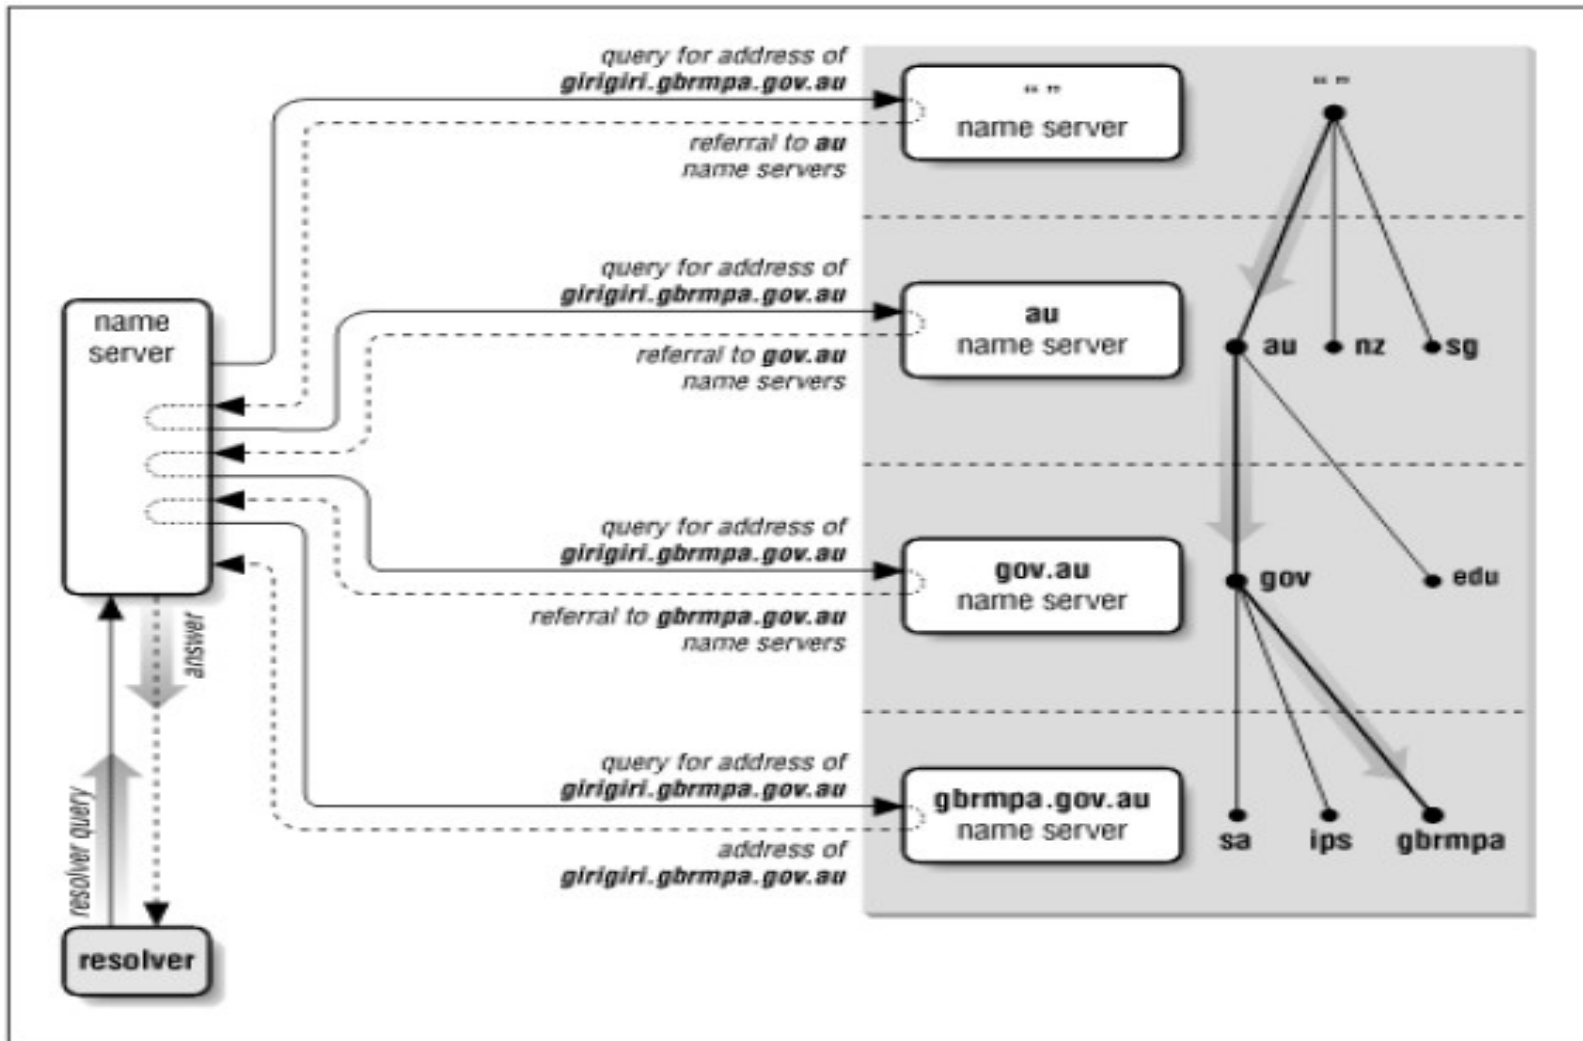 query for address of
girigiri.gbrmpa.gov.au
“ ”
name server
referral to au
name servers
“ ”
query for address of
girigiri.gbrmpa.gov.au
au
name server
referral to gov.au
name servers
au
nz
sg
name
server
query for address of
girigiri.gbrmpa.gov.au
gov.au
name server
referral to gbrmpa.gov.au
name servers
gov
edu
answer
resolver query
query for address of
girigiri.gbrmpa.gov.au
gbrmpa.gov.au
name server
address of
girigiri.gbrmpa.gov.au
sa
ips
gbrmpa
resolver